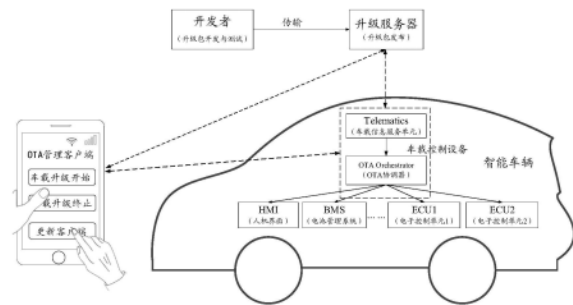 开发者
(升级包开发与测试)
传输
升级服务器
(升级包发布)
Telematics
(车载信息服务单元)
车载控制设备
OTA Orchestrator
(OTA协调器)
智能车辆
OTA管理客户端
车载升级开始
载升级终止
更新客户端
HMI
(人机界面)
BMS
(电池管理系统)
......
ECU1
(电子控制单元1)
ECU2
(电子控制单元2)